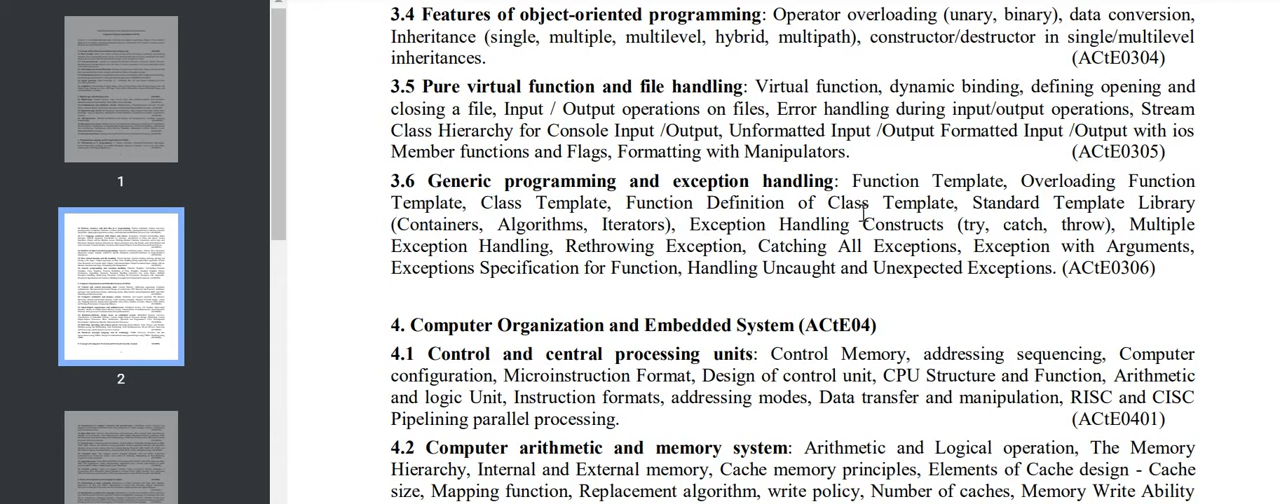 3.4 Features of object-oriented programming: Operator overloading (unary, binary), data conversion,
Inheritance (single, multiple, multilevel, hybrid, multipath), constructor/destructor in single/multilevel
inheritances. (ACtE0304)
3.5 Pure virtual function and file handling: Virtual function, dynamic binding, defining opening and
closing a file, Input / Output operations on files, Error handling during input/output operations, Stream
Class Hierarchy for Console Input /Output, Unformatted Input /Output Formatted Input /Output with ios
Member functions and Flags, Formatting with Manipulators. (ACtE0305)
3.6 Generic programming and exception handling: Function Template, Overloading Function
Template, Class Template, Function Definition of Class Template, Standard Template Library
(Containers, Algorithms, Iterators), Exception Handling Constructs (try, catch, throw), Multiple
Exception Handling, Rethrowing Exception, Catching All Exceptions, Exception with Arguments,
Exceptions Specification for Function, Handling Uncaught and Unexpected Exceptions. (ACtE0306)
4. Computer Organization and Embedded System (ACtE04)
4.1 Control and central processing units: Control Memory, addressing sequencing, Computer
configuration, Microinstruction Format, Design of control unit, CPU Structure and Function, Arithmetic
and logic Unit, Instruction formats, addressing modes, Data transfer and manipulation, RISC and CISC
Pipelining parallel processing. (ACtE0401)
4.2 Computer arithmetic and memory system: Arithmetic and Logical operation, The Memory
Hierarchy, Internal and External memory, Cache memory principles, Elements of Cache design - Cache
size, Mapping function, Replacement algorithm, write policy, Number of caches, Memory Write Ability
1
2